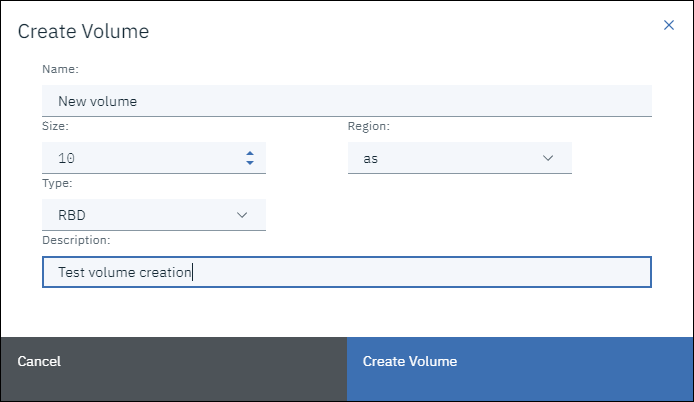 Create Volume
Name:
New volume
Size:
Region:
10
as
Type:
RBD
Description:
Test volume creation
Cancel
Create Volume